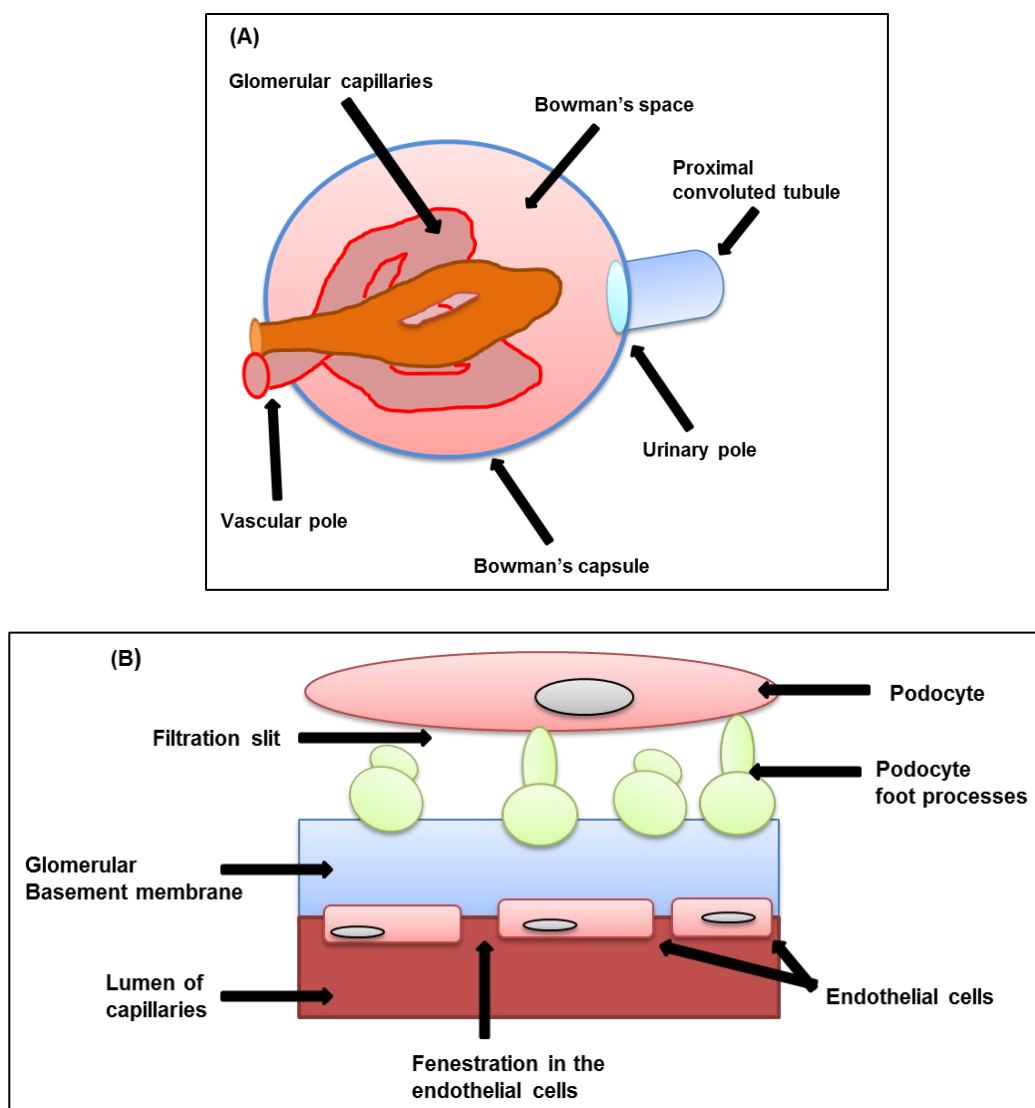 (A)
Glomerular capillaries
Bowman’s space
Proximal
convoluted tubule
Urinary pole
Vascular pole
Bowman’s capsule
(B)
Podocyte
Filtration slit
Podocyte
foot processes
Glomerular
Basement membrane
Lumen of
capillaries
Endothelial cells
Fenestration in the
endothelial cells